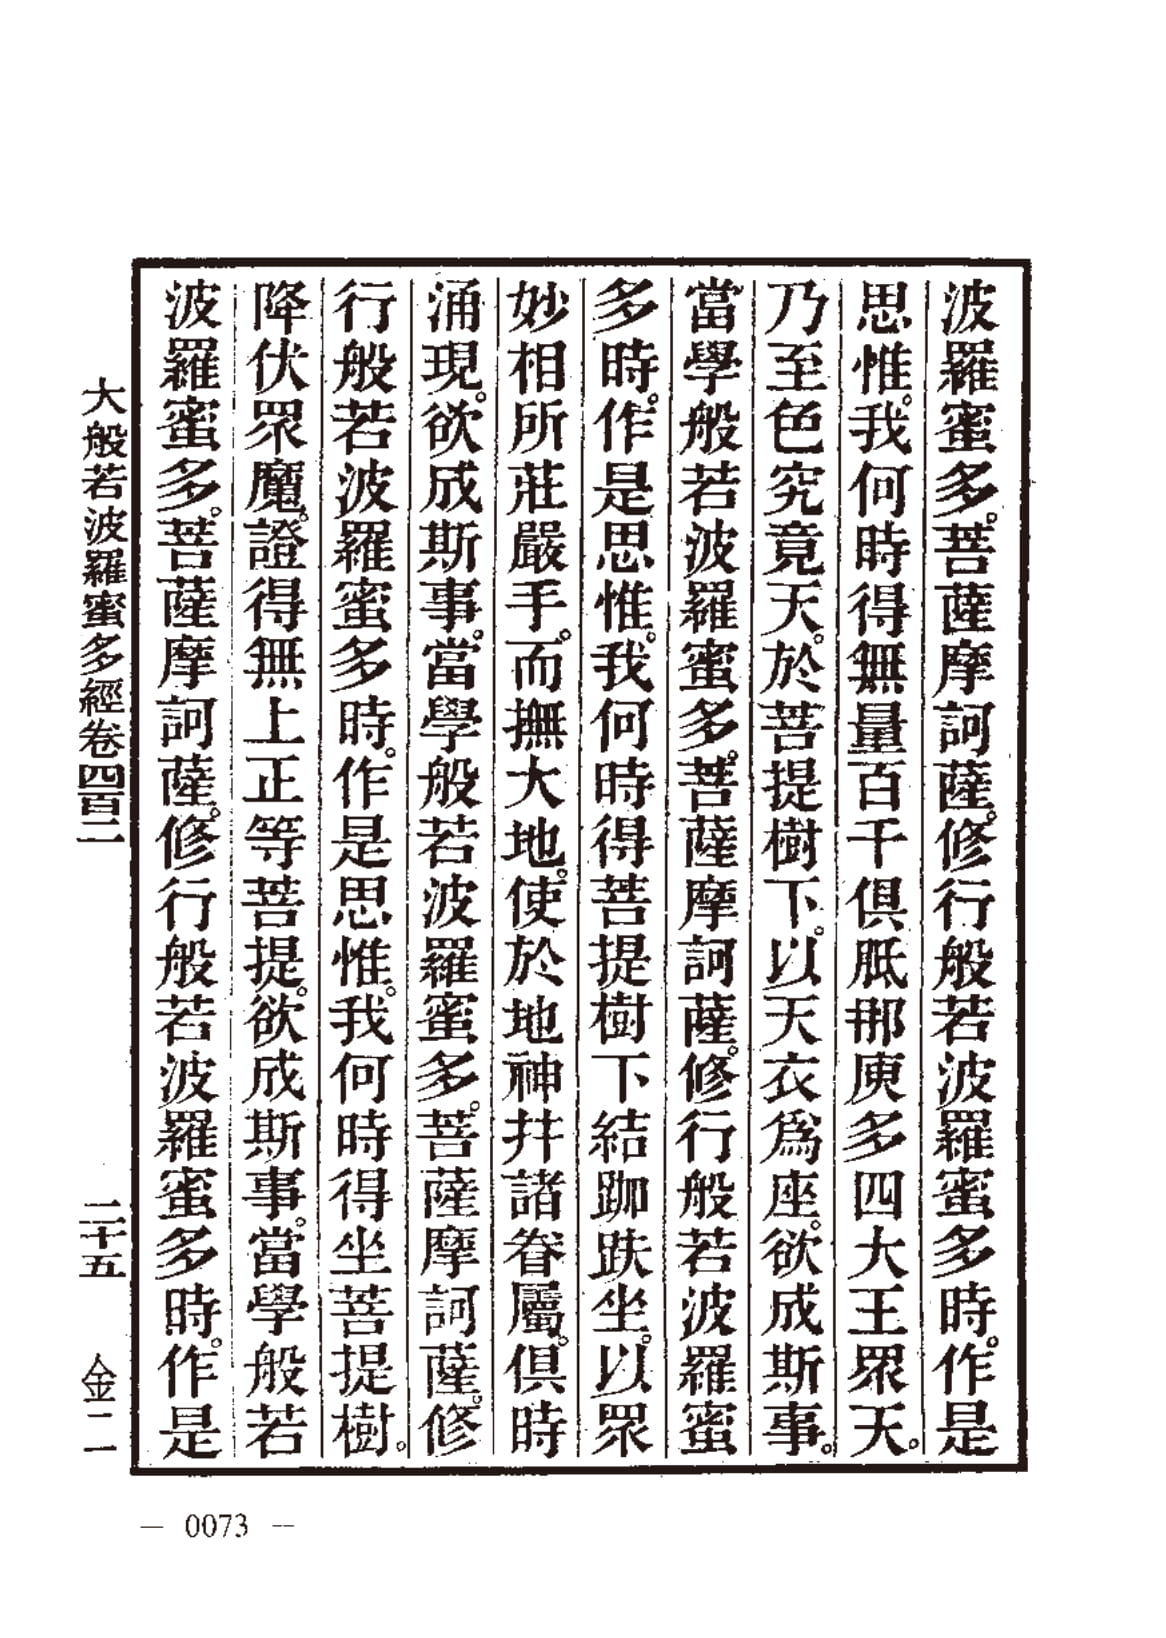 波羅蜜多。菩薩摩訶薩。修行般若波羅蜜多時。作是
思惟。我何時得無量百千俱胝那庾多四大王眾天。
乃至色究竟天。於菩提樹下。以天衣為座。欲成斯事。
當學般若波羅蜜多。菩薩摩訶薩。修行般若波羅蜜
多時。作是思惟。我何時得菩提樹下結跏趺坐。以眾
妙相所莊嚴手。而撫大地。使於地神并諸眷屬。俱時
涌現。欲成斯事。當學般若波羅蜜多。菩薩摩訶薩。修
行般若波羅蜜多時。作是思惟。我何時得坐菩提樹。
降伏眾魔。證得無上正等菩提。欲成斯事。當學般若
波羅蜜多。菩薩摩訶薩。修行般若波羅蜜多時。作是
大般若波羅蜜多經卷四百二 二十五 金二
— 0073 —